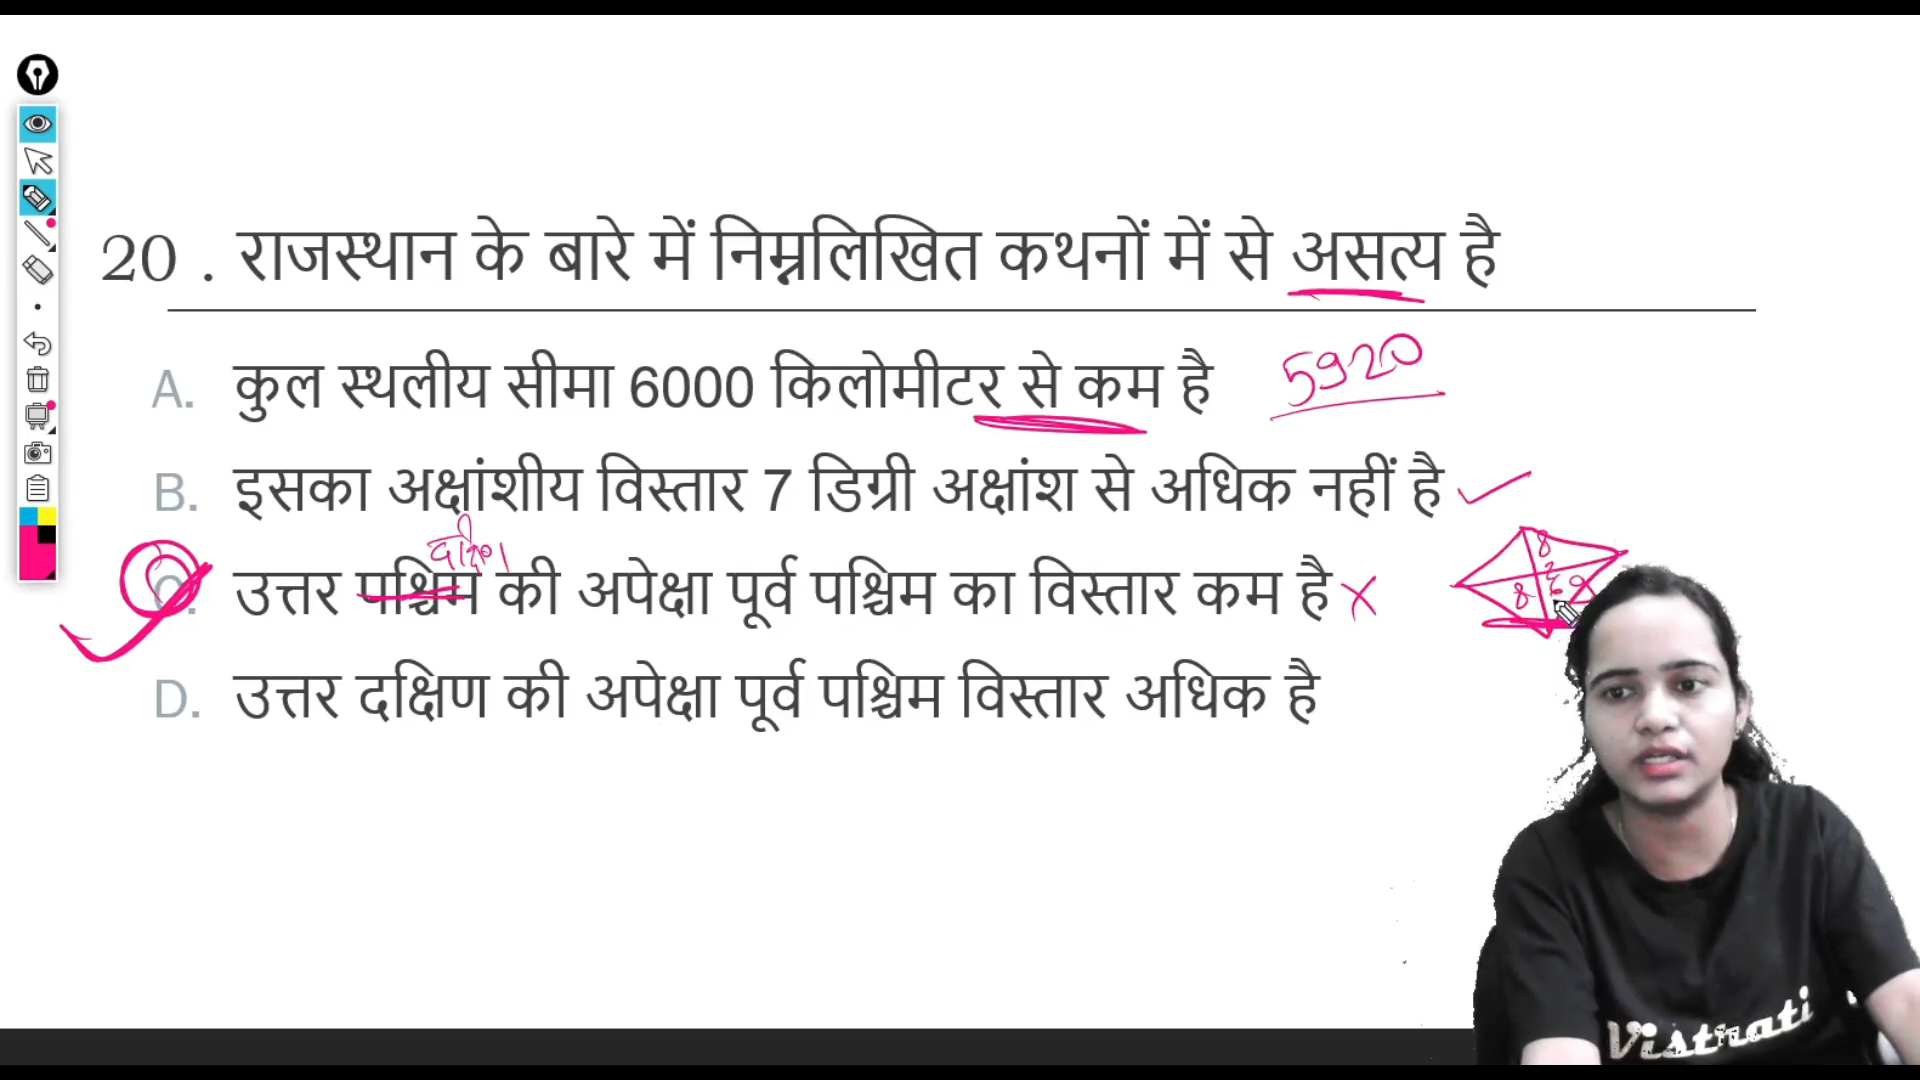 20 . राजस्थान के बारे में निम्नलिखित कथनों में से असत्य है
A. कुल स्थलीय सीमा 6000 किलोमीटर से कम है 5920
B. इसका अक्षांशीय विस्तार 7 डिग्री अक्षांश से अधिक नहीं है
दक्षिण
C. उत्तर पश्चिम की अपेक्षा पूर्व पश्चिम का विस्तार कम है
D. उत्तर दक्षिण की अपेक्षा पूर्व पश्चिम विस्तार अधिक है